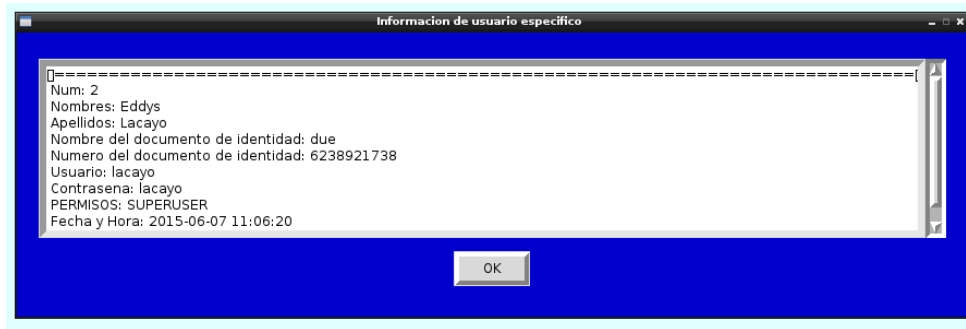 Informacion de usuario especifico
[]===============================================================================[
Num: 2
Nombres: Eddys
Apellidos: Lacayo
Nombre del documento de identidad: due
Numero del documento de identidad: 6238921738
Usuario: lacayo
Contrasena: lacayo
PERMISOS: SUPERUSER
Fecha y Hora: 2015-06-07 11:06:20
OK